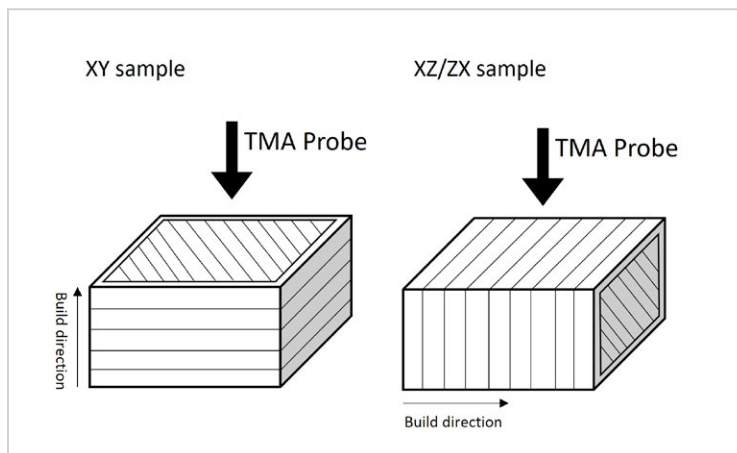 XY sample
XZ/ZX sample
TMA Probe
TMA Probe
Build direction
Build direction